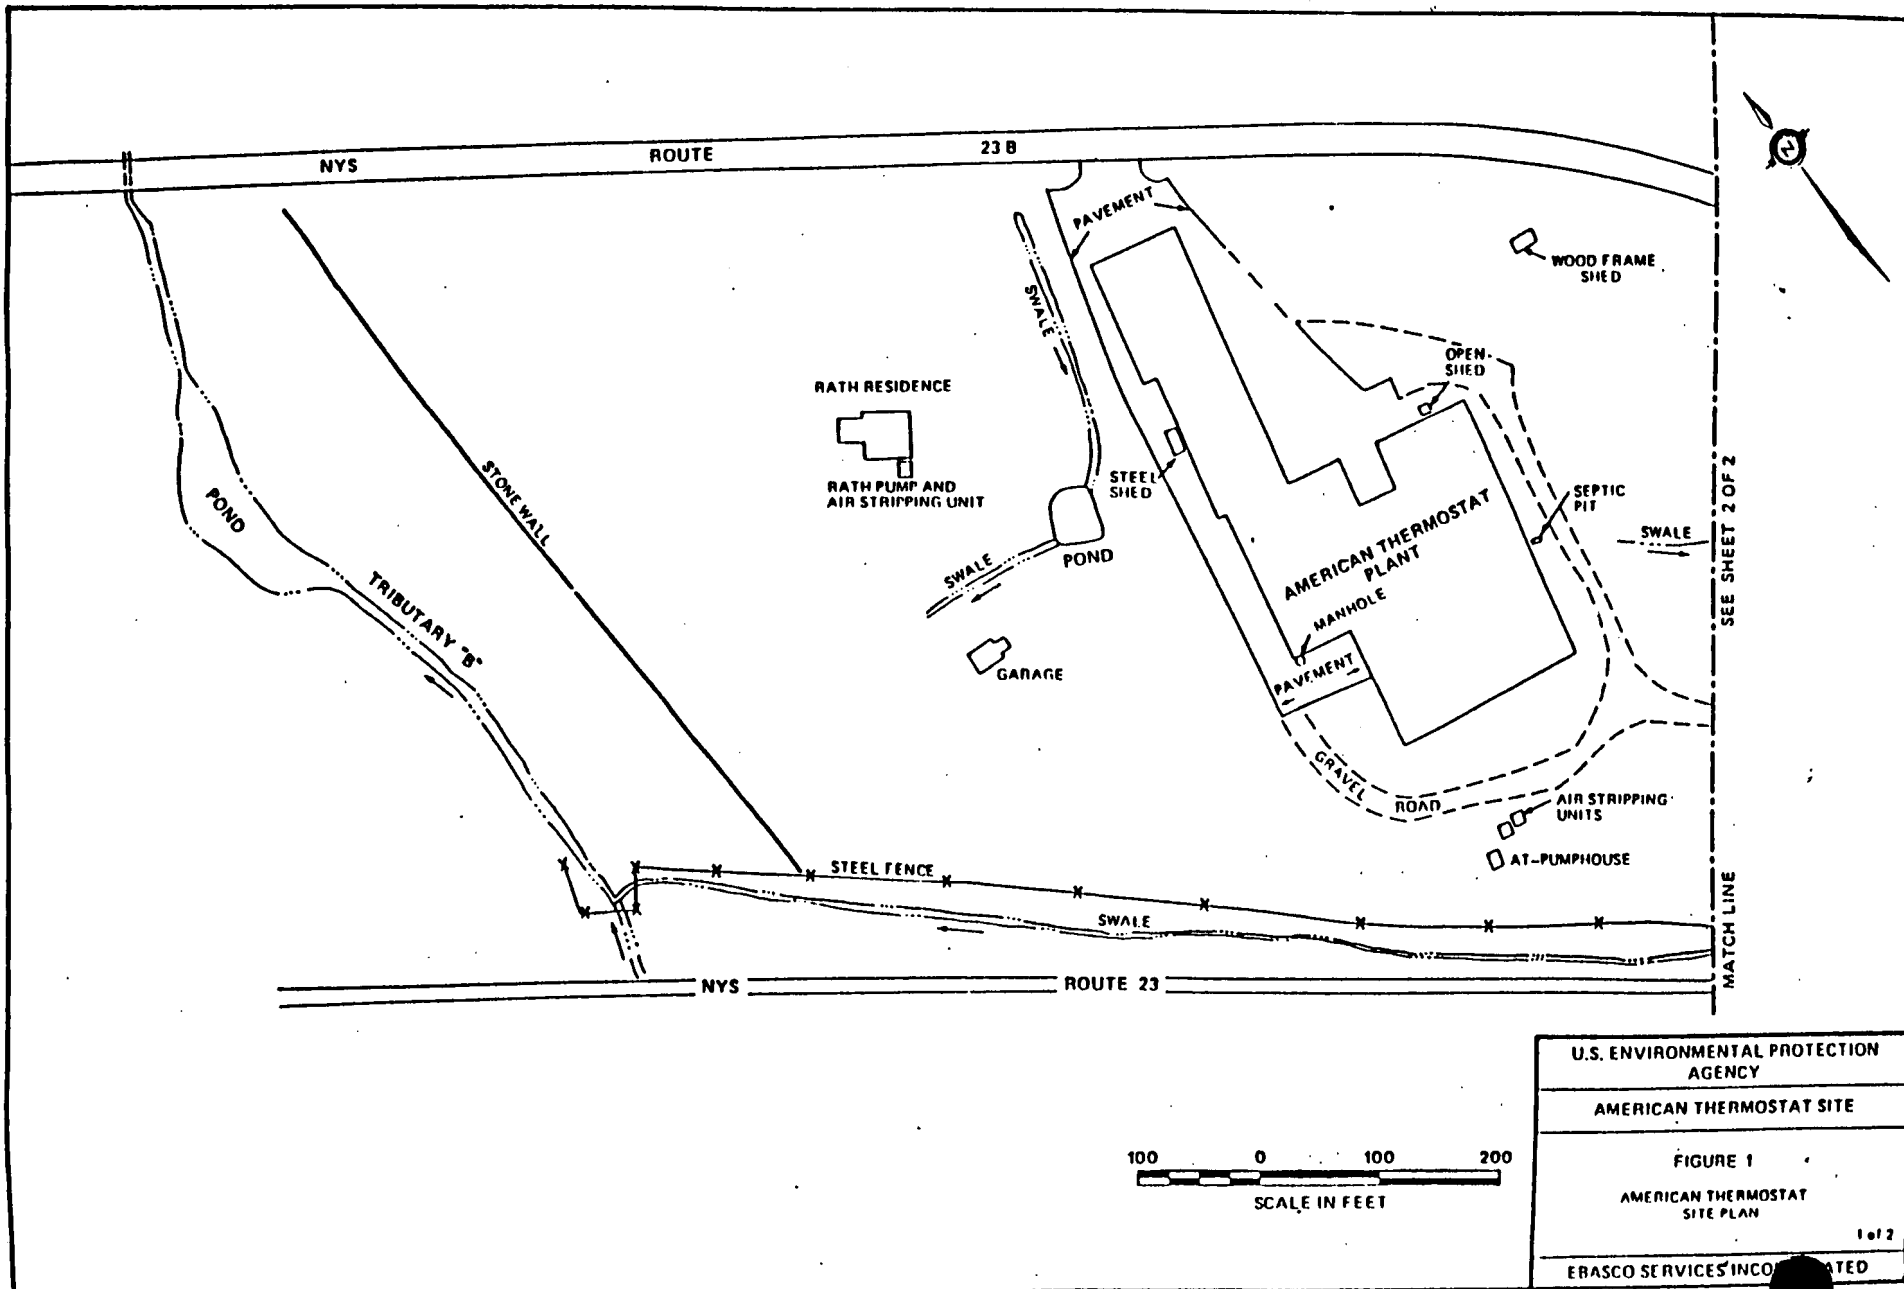 NYS ROUTE 23 B
PAVEMENT
WOOD FRAME
SHED
N
SWALE
OPEN
SHED
RATH RESIDENCE
STONEWALL
STEEL
SHED
RATH PUMP AND
AIR STRIPPING UNIT
SEPTIC
PIT
POND
AMERICAN THERMOSTAT
PLANT
SWALE
SEE SHEET 2 OF 2
POND
SWALE
TRIBUTARY "B"
MANHOLE
GARAGE
PAVEMENT
GRAVEL ROAD
AIR STRIPPING
UNITS
AT-PUMPHOUSE
STEEL FENCE
SWALE
MATCH LINE
NYS ROUTE 23
U.S. ENVIRONMENTAL PROTECTION
AGENCY
AMERICAN THERMOSTAT SITE
100 0 100 200
SCALE IN FEET
FIGURE 1
AMERICAN THERMOSTAT
SITE PLAN
1 of 2
EBASCO SERVICES